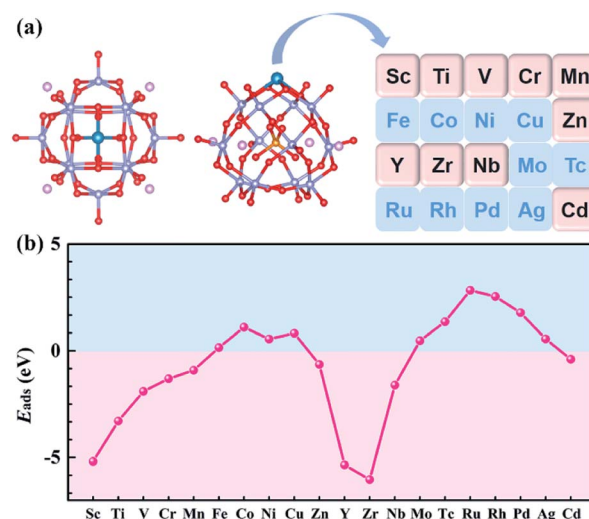 (a)
Sc Ti V Cr Mn
Fe Co Ni Cu Zn
Y Zr Nb Mo Tc
Ru Rh Pd Ag Cd
(b)
5
0
-5
E_ads (eV)
Sc Ti V Cr Mn Fe Co Ni Cu Zn Y Zr Nb Mo Tc Ru Rh Pd Ag Cd